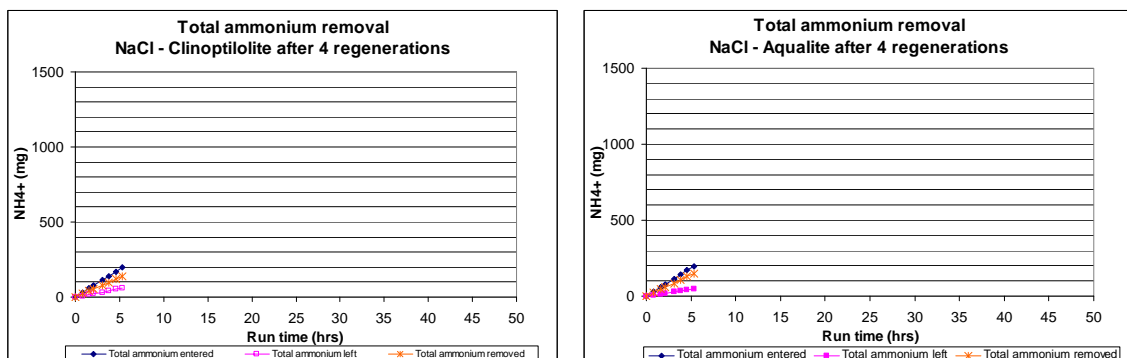 Total ammonium removal
NaCl - Clinoptilolite after 4 regenerations
1500
1000
500
0
NH4+ (mg)
0 5 10 15 20 25 30 35 40 45 50
Run time (hrs)
Total ammonium entered Total ammonium left Total ammonium removed
Total ammonium removal
NaCl - Aqualite after 4 regenerations
1500
1000
500
0
NH4+ (mg)
0 5 10 15 20 25 30 35 40 45 50
Run time (hrs)
Total ammonium entered Total ammonium left Total ammonium removed